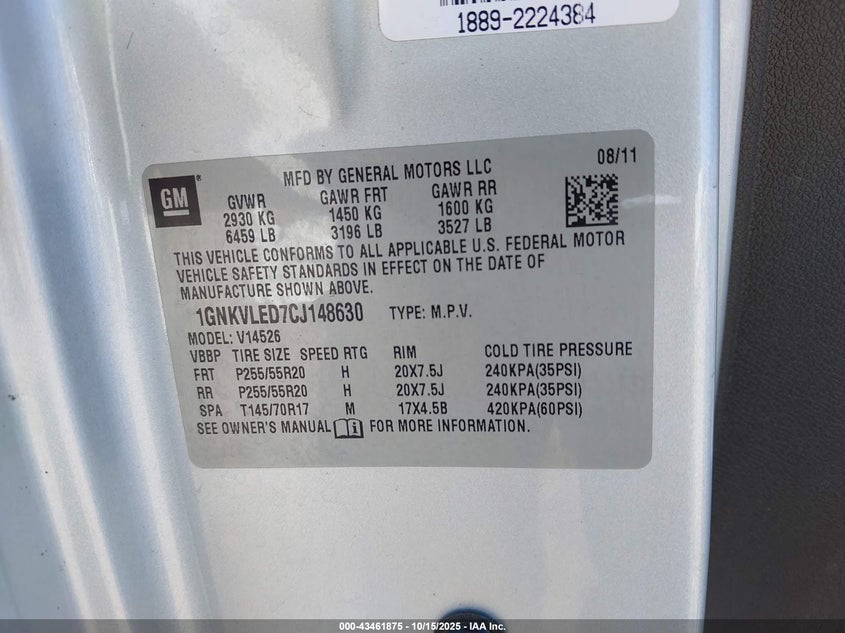 1889-2224384
GM ®
MFD BY GENERAL MOTORS LLC 08/11
GVWR GAWR FRT GAWR RR
2930 KG 1450 KG 1600 KG
6459 LB 3196 LB 3527 LB
THIS VEHICLE CONFORMS TO ALL APPLICABLE U.S. FEDERAL MOTOR
VEHICLE SAFETY STANDARDS IN EFFECT ON THE DATE OF
MANUFACTURE SHOWN ABOVE.
1GNKVLED7CJ148630 TYPE: M.P.V.
MODEL: V14526
VBBP TIRE SIZE SPEED RTG RIM COLD TIRE PRESSURE
FRT P255/55R20 H 20X7.5J 240KPA(35PSI)
RR P255/55R20 H 20X7.5J 240KPA(35PSI)
SPA T145/70R17 M 17X4.5B 420KPA(60PSI)
SEE OWNER'S MANUAL i FOR MORE INFORMATION.
000-43461875 - 10/15/2025 - IAA Inc.